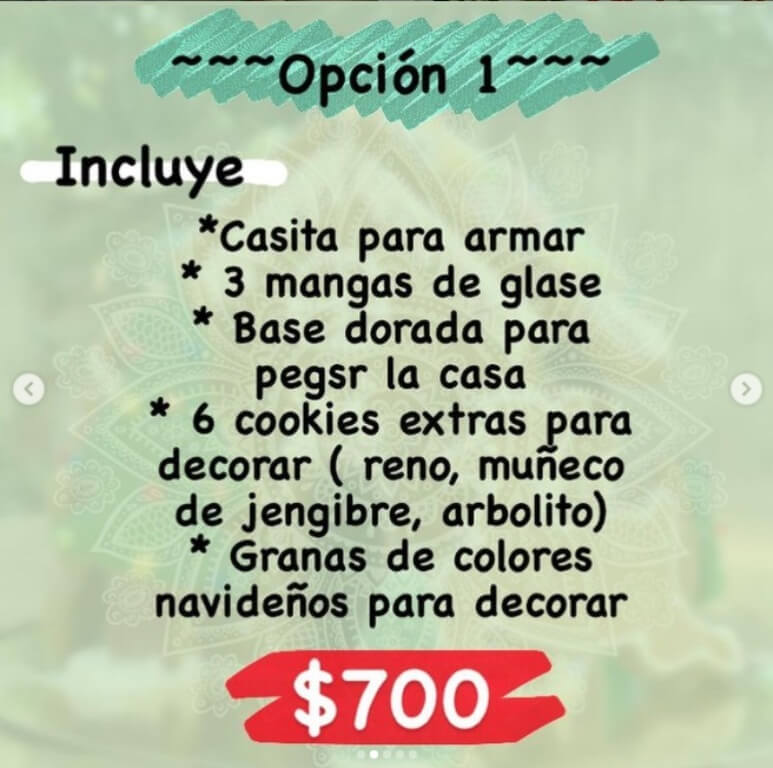 ~~~Opción 1~~~
Incluye
*Casita para armar
* 3 mangas de glase
* Base dorada para
pegsr la casa
* 6 cookies extras para
decorar ( reno, muñeco
de jengibre, arbolito)
* Granas de colores
navideños para decorar
$700